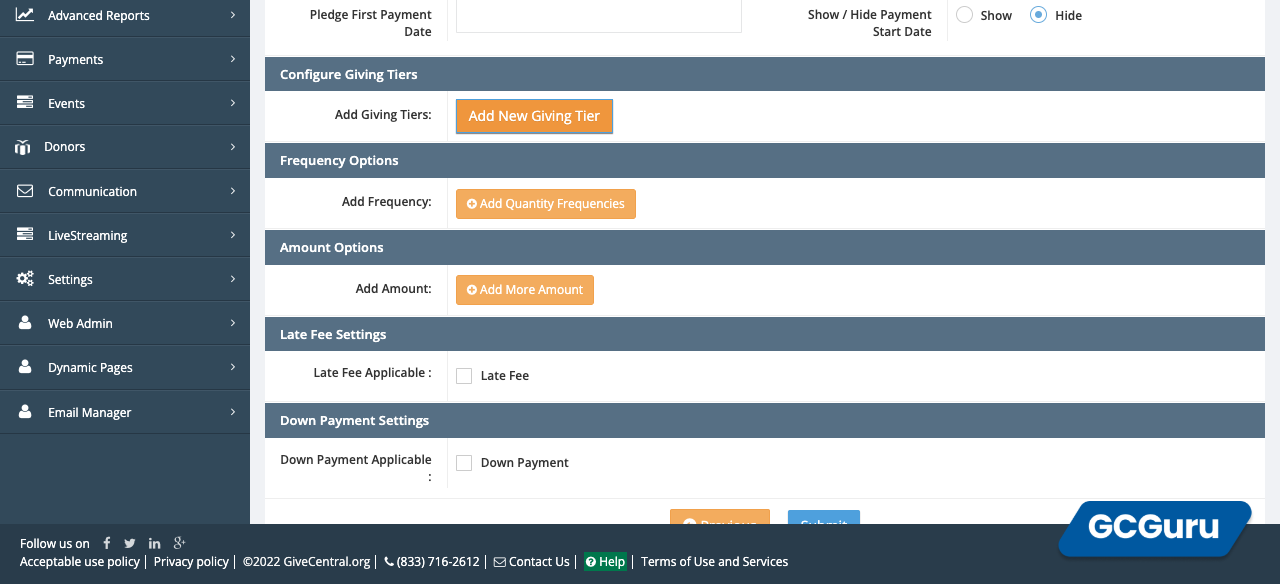 Advanced Reports
Payments
Events
Donors
Communication
LiveStreaming
Settings
Web Admin
Dynamic Pages
Email Manager
Pledge First Payment
Date
Show / Hide Payment
Start Date
Show
Hide
Configure Giving Tiers
Add Giving Tiers:
Add New Giving Tier
Frequency Options
Add Frequency:
Add Quantity Frequencies
Amount Options
Add Amount:
Add More Amount
Late Fee Settings
Late Fee Applicable :
Late Fee
Down Payment Settings
Down Payment Applicable
:
Down Payment
Previous
Submit
GCGuru
Follow us on
Acceptable use policy | Privacy policy | ©2022 GiveCentral.org | (833) 716-2612 | Contact Us | Help | Terms of Use and Services